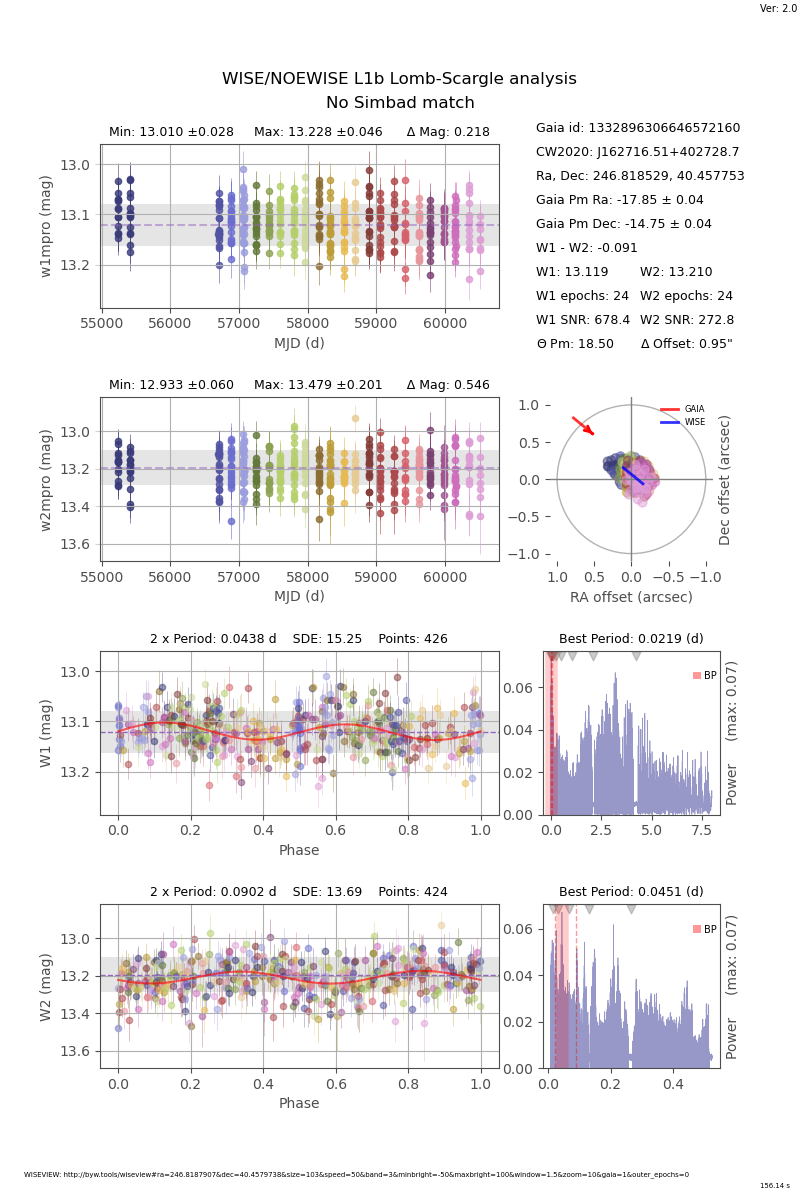 Ver: 2.0
WISE/NOEWISE L1b Lomb-Scargle analysis
No Simbad match
Min: 13.010 ±0.028 Max: 13.228 ±0.046 Δ Mag: 0.218
13.0
13.1
13.2
w1mpro (mag)
55000 56000 57000 58000 59000 60000
MJD (d)
Gaia id: 1332896306646572160
CW2020: J162716.51+402728.7
Ra, Dec: 246.818529, 40.457753
Gaia Pm Ra: -17.85 ± 0.04
Gaia Pm Dec: -14.75 ± 0.04
W1 - W2: -0.091
W1: 13.119 W2: 13.210
W1 epochs: 24 W2 epochs: 24
W1 SNR: 678.4 W2 SNR: 272.8
Θ Pm: 18.50 Δ Offset: 0.95"
Min: 12.933 ±0.060 Max: 13.479 ±0.201 Δ Mag: 0.546
13.0
13.2
13.4
13.6
w2mpro (mag)
55000 56000 57000 58000 59000 60000
MJD (d)
GAIA
WISE
1.0
0.5
0.0
−0.5
−1.0
1.0 0.5 0.0 −0.5 −1.0
RA offset (arcsec)
Dec offset (arcsec)
2 x Period: 0.0438 d SDE: 15.25 Points: 426
13.0
13.1
13.2
W1 (mag)
0.0 0.2 0.4 0.6 0.8 1.0
Phase
Best Period: 0.0219 (d)
BP
0.06
0.04
0.02
0.00
0.0 2.5 5.0 7.5
Power (max: 0.07)
2 x Period: 0.0902 d SDE: 13.69 Points: 424
13.0
13.2
13.4
13.6
W2 (mag)
0.0 0.2 0.4 0.6 0.8 1.0
Phase
Best Period: 0.0451 (d)
BP
0.06
0.04
0.02
0.00
0.0 0.2 0.4
Power (max: 0.07)
WISEVIEW: http://byw.tools/wiseview#ra=246.8187907&dec=40.4579738&size=103&speed=50&band=3&minbright=-50&maxbright=100&window=1.5&zoom=10&gaia=1&outer_epochs=0
156.14 s